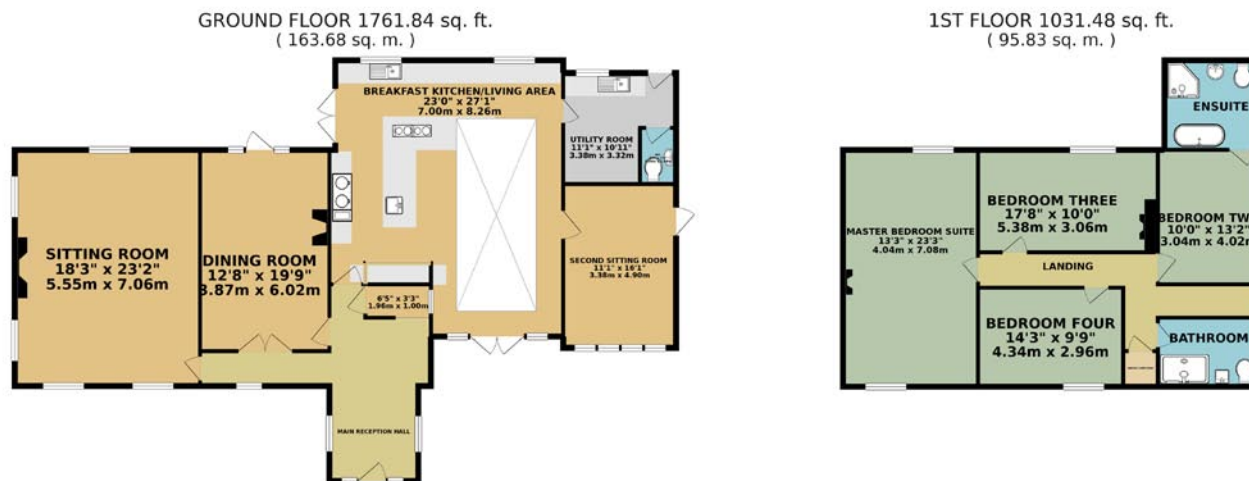 GROUND FLOOR 1761.84 sq. ft.
( 163.68 sq. m. )
BREAKFAST KITCHEN/LIVING AREA
23'0" x 27'1"
7.00m x 8.26m
UTILITY ROOM
11'1" x 10'11"
3.38m x 3.32m
SITTING ROOM
18'3" x 23'2"
5.55m x 7.06m
DINING ROOM
12'8" x 19'9"
3.87m x 6.02m
SECOND SITTING ROOM
11'1" x 16'1"
3.38m x 4.90m
6'5" x 3'3"
1.96m x 1.00m
MAIN RECEPTION HALL
1ST FLOOR 1031.48 sq. ft.
( 95.83 sq. m. )
ENSUITE
MASTER BEDROOM SUITE
13'3" x 23'3"
4.04m x 7.08m
BEDROOM THREE
17'8" x 10'0"
5.38m x 3.06m
BEDROOM TW
10'0" x 13'2"
3.04m x 4.02m
LANDING
BEDROOM FOUR
14'3" x 9'9"
4.34m x 2.96m
BATHROOM